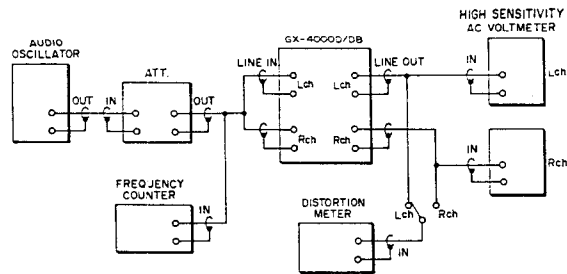 AUDIO
OSCILLATOR
OUT
IN
ATT.
OUT
FREQUENCY
COUNTER
IN
GX-4000D/DB
LINE IN
Lch
Rch
LINE OUT
Lch
Rch
DISTORTION
METER
IN
Lch
Rch
HIGH SENSITIVITY
AC VOLTMETER
IN
Lch
IN
Rch